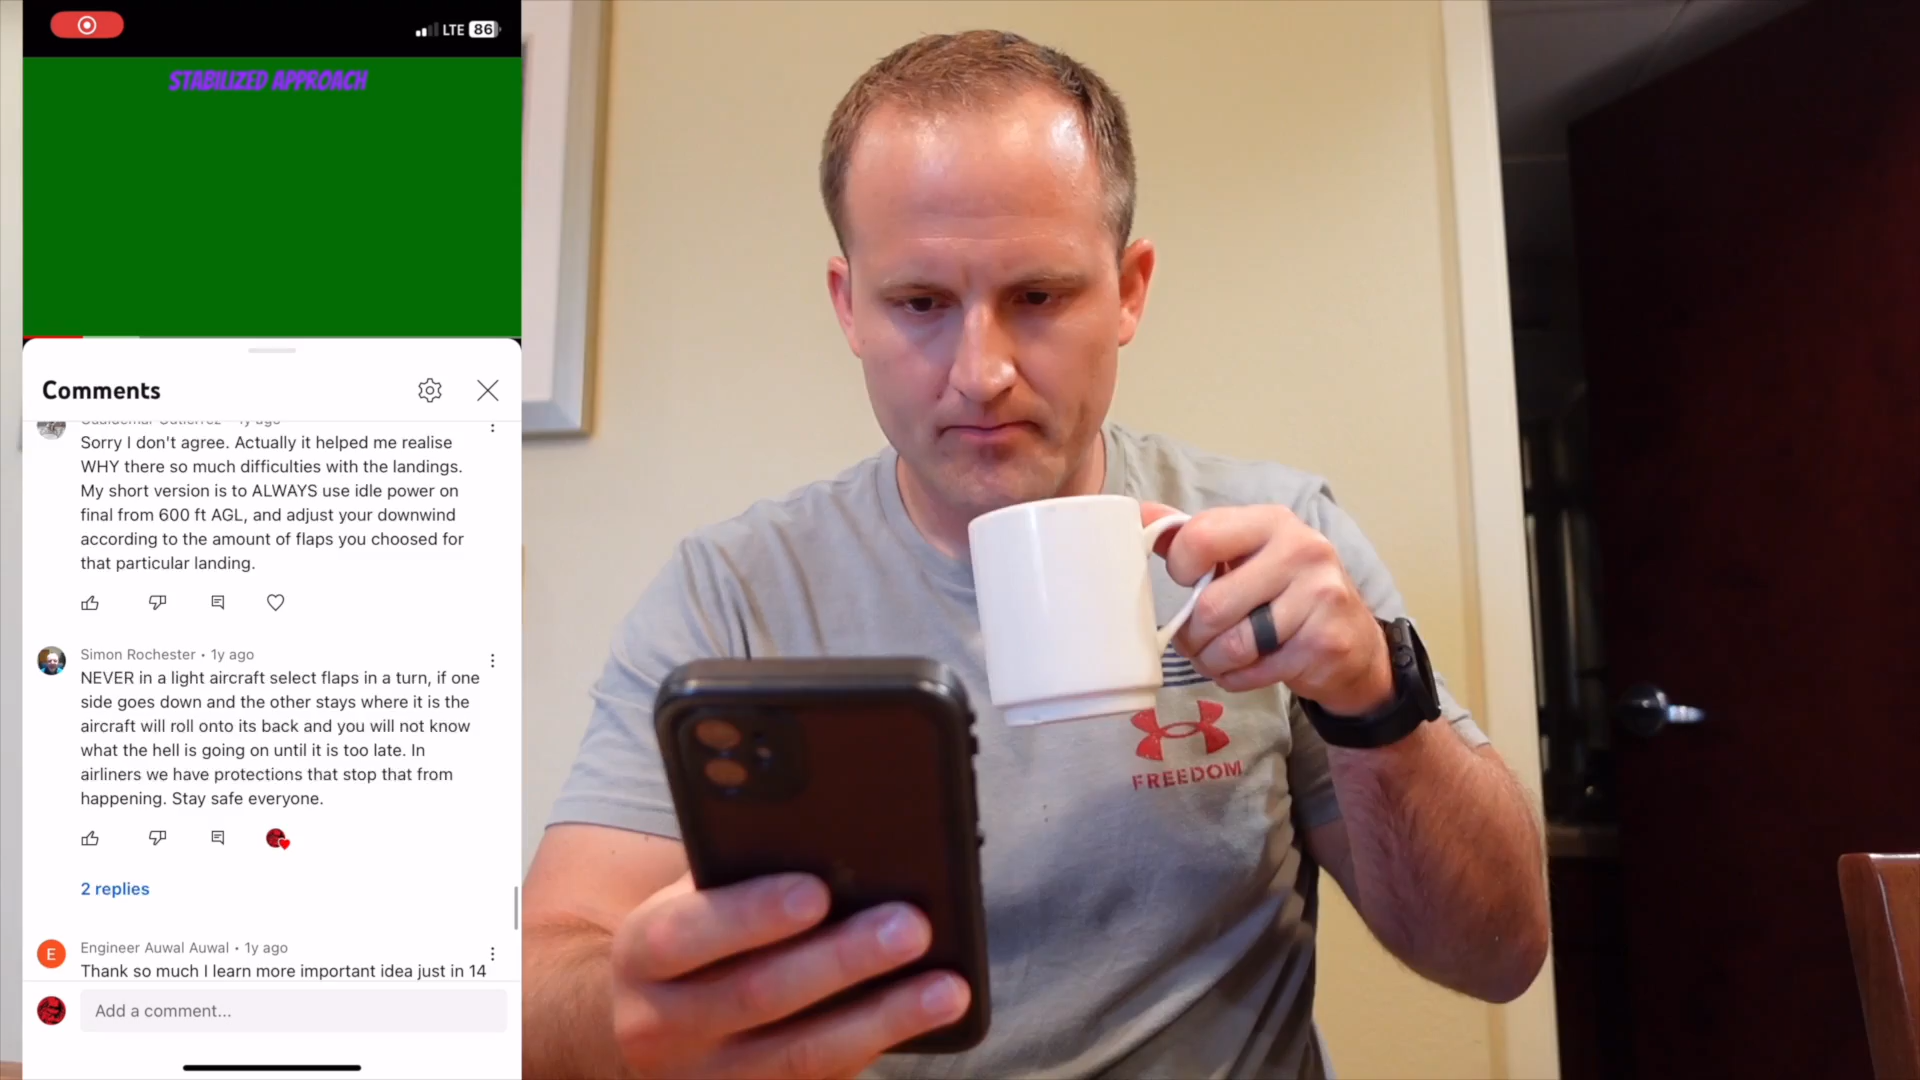 LTE 86
STABILIZED APPROACH
Comments
1y ago
Sorry I don't agree. Actually it helped me realise
WHY there so much difficulties with the landings.
My short version is to ALWAYS use idle power on
final from 600 ft AGL, and adjust your downwind
according to the amount of flaps you choosed for
that particular landing.
Simon Rochester • 1y ago
NEVER in a light aircraft select flaps in a turn, if one
side goes down and the other stays where it is the
aircraft will roll onto its back and you will not know
what the hell is going on until it is too late. In
airliners we have protections that stop that from
happening. Stay safe everyone.
2 replies
E
Engineer Auwal Auwal • 1y ago
Thank so much I learn more important idea just in 14
Add a comment...
FREEDOM